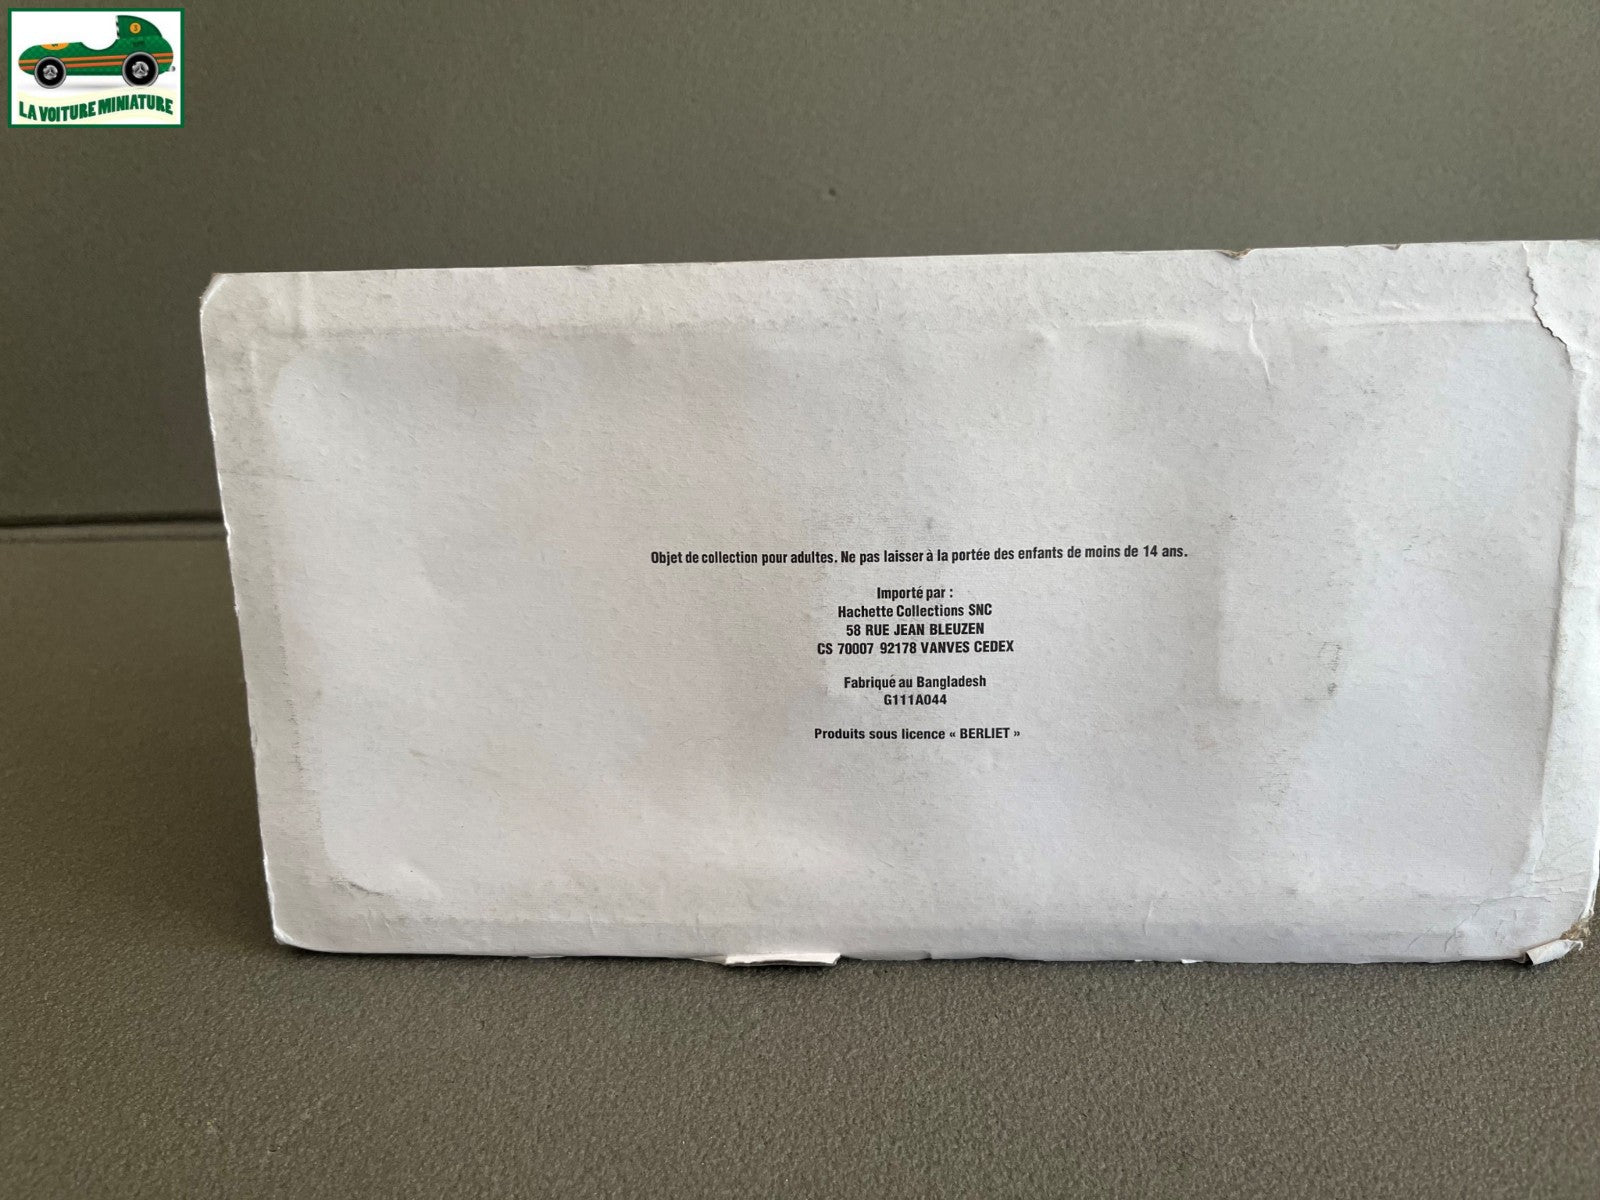 LA VOITURE MINIATURE
Objet de collection pour adultes. Ne pas laisser à la portée des enfants de moins de 14 ans.
Importé par :
Hachette Collections SNC
58 RUE JEAN BLEUZEN
CS 70007 92178 VANVES CEDEX
Fabriqué au Bangladesh
G111A044
Produits sous licence « BERLIET »